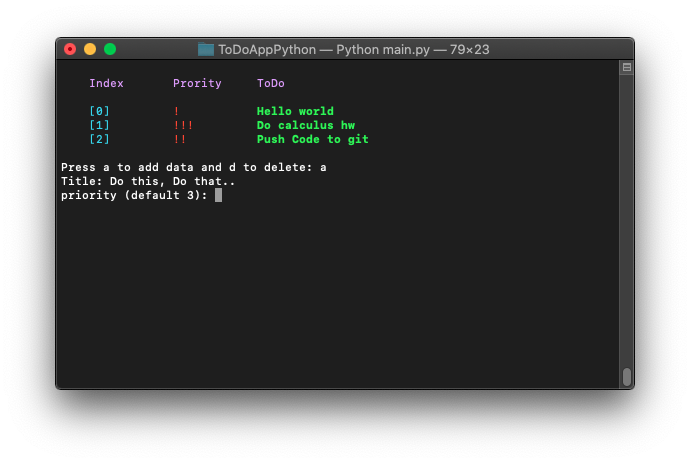 ToDoAppPython — Python main.py — 79×23
Index Prority ToDo
[0] ! Hello world
[1] !!! Do calculus hw
[2] !! Push Code to git
Press a to add data and d to delete: a
Title: Do this, Do that..
priority (default 3):